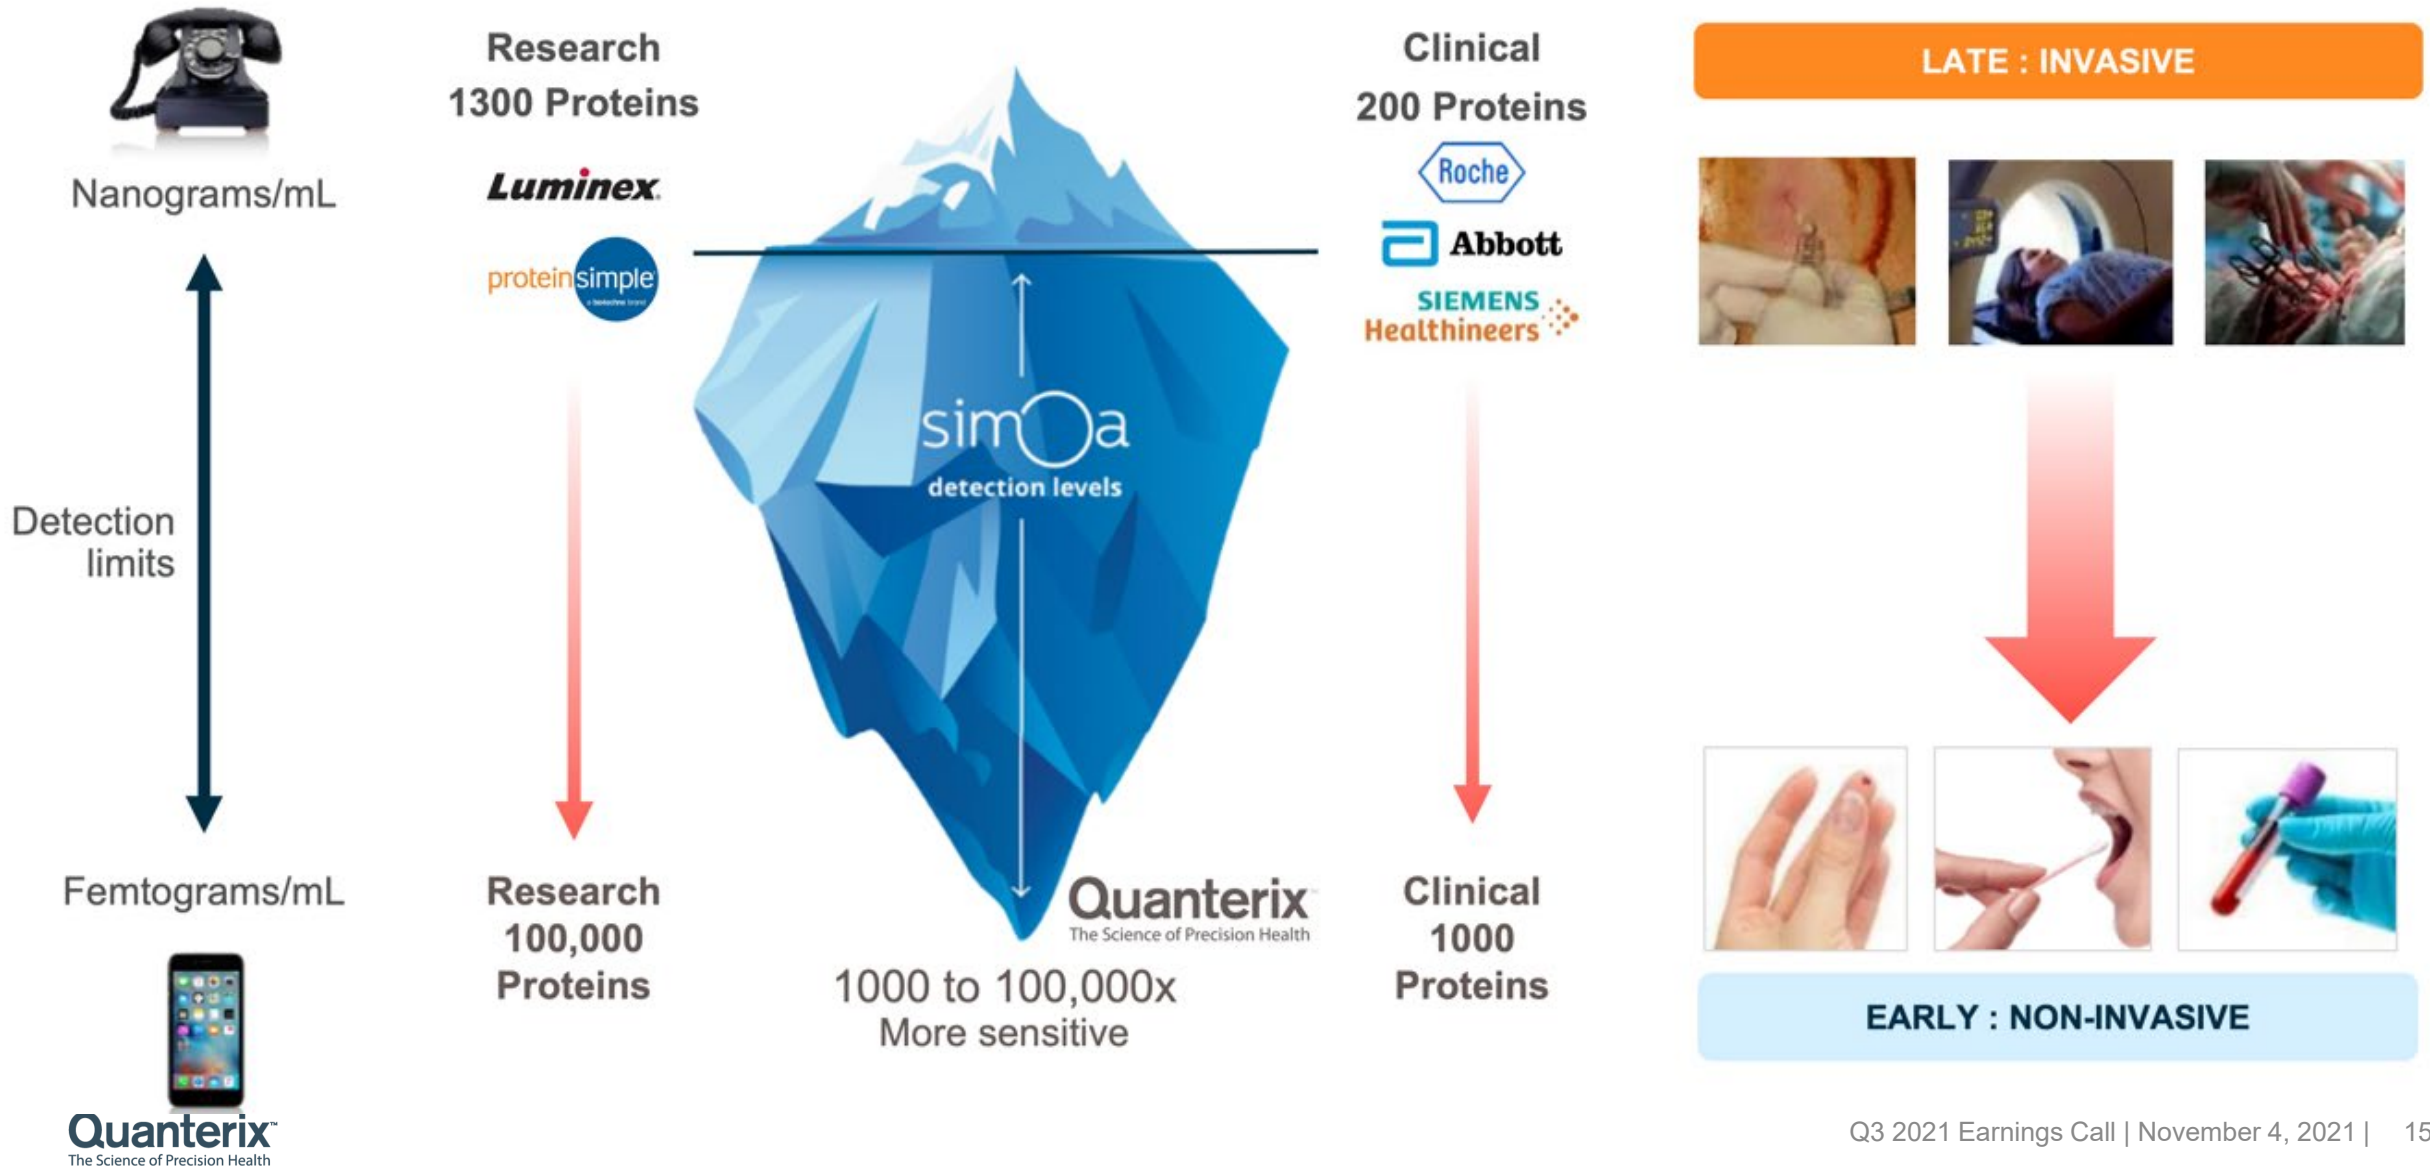 Nanograms/mL
Detection
limits
Femtograms/mL
Research
1300 Proteins
Luminex
proteinsimple
a biotechne brand
Research
100,000
Proteins
simOa
detection levels
Quanterix
The Science of Precision Health
1000 to 100,000x
More sensitive
Clinical
200 Proteins
Roche
Abbott
SIEMENS
Healthineers
Clinical
1000
Proteins
LATE : INVASIVE
EARLY : NON-INVASIVE
Quanterix™
The Science of Precision Health
Q3 2021 Earnings Call | November 4, 2021 | 15